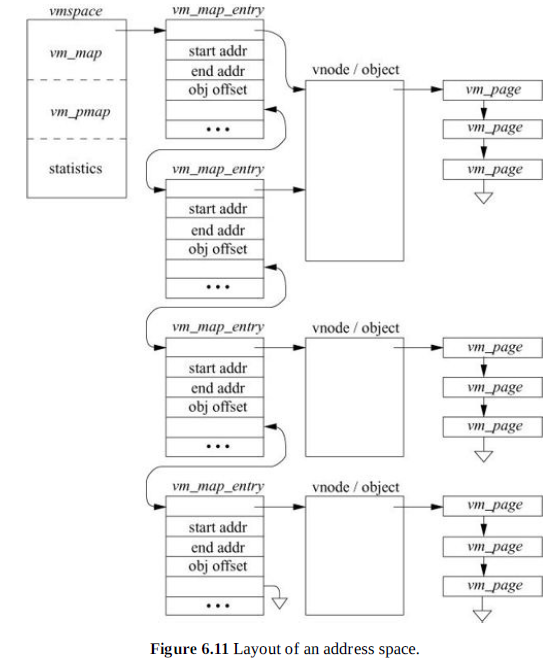 vmspace
vm_map
vm_pmap
statistics
vm_map_entry
start addr
end addr
obj offset
•••
vnode / object
vm_page
vm_page
vm_page
vm_map_entry
start addr
end addr
obj offset
•••
vm_map_entry
start addr
end addr
obj offset
•••
vnode / object
vm_page
vm_page
vm_page
vm_map_entry
start addr
end addr
obj offset
•••
vnode / object
vm_page
vm_page
vm_page
Figure 6.11 Layout of an address space.